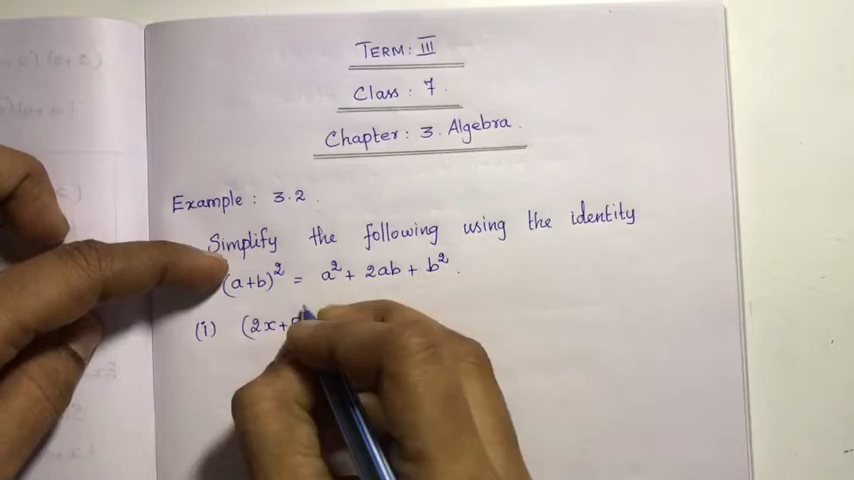 TERM: III
Class: 7.
Chapter: 3. Algebra.
Example: 3.2.
Simplify the following using the identity
(a+b)² = a² + 2ab + b².
(i) (2x+